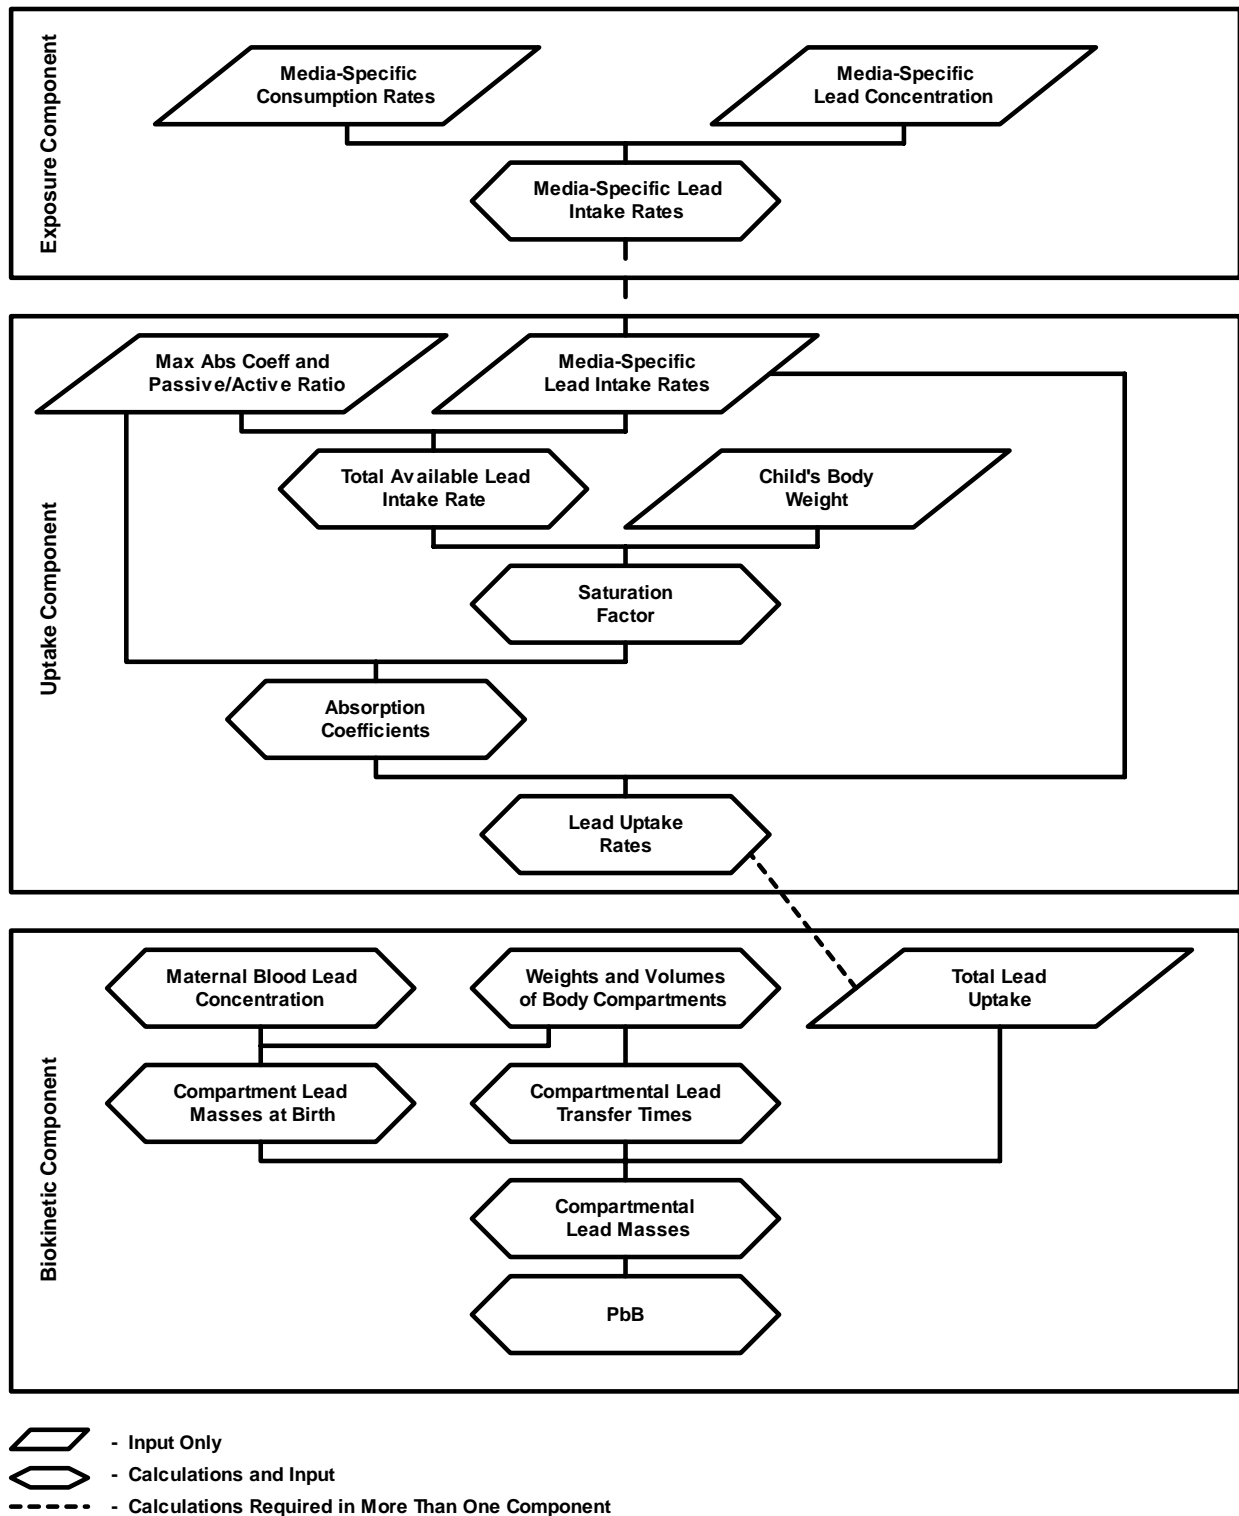 Exposure Component
Media-Specific
Consumption Rates
Media-Specific
Lead Concentration
Media-Specific Lead
Intake Rates
Uptake Component
Max Abs Coeff and
Passive/Active Ratio
Media-Specific
Lead Intake Rates
Total Available Lead
Intake Rate
Child's Body
Weight
Saturation
Factor
Absorption
Coefficients
Lead Uptake
Rates
Biokinetic Component
Maternal Blood Lead
Concentration
Weights and Volumes
of Body Compartments
Total Lead
Uptake
Compartment Lead
Masses at Birth
Compartmental Lead
Transfer Times
Compartmental
Lead Masses
PbB
- Input Only
- Calculations and Input
- Calculations Required in More Than One Component